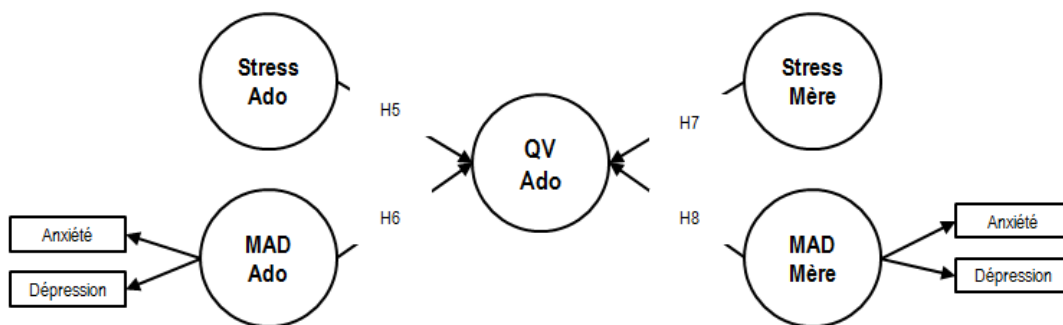 Stress
Ado
Stress
Mère
H5
H7
QV
Ado
H6
H8
Anxiété
Dépression
MAD
Ado
MAD
Mère
Anxiété
Dépression